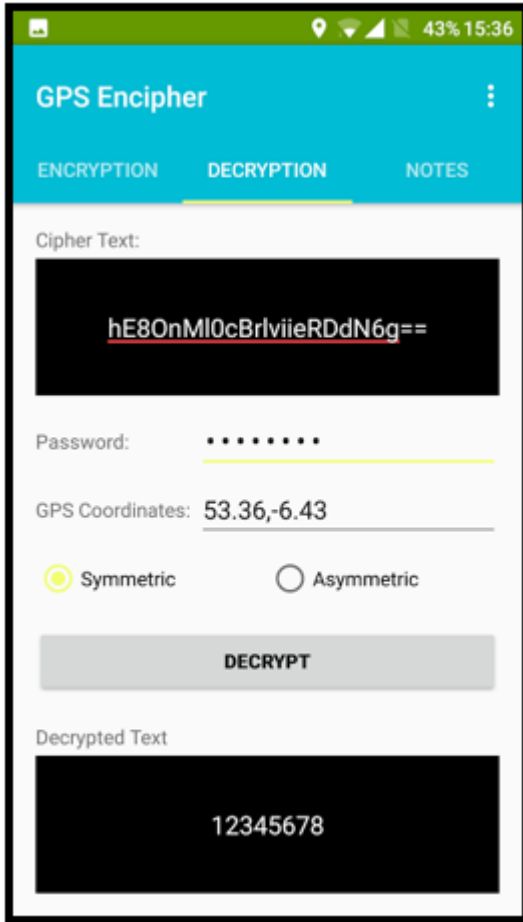 43% 15:36
GPS Encipher
ENCRYPTION DECRYPTION NOTES
Cipher Text:
hE8OnMl0cBrlviieRDdN6g==
Password: ••••••••
GPS Coordinates: 53.36,-6.43
Symmetric Asymmetric
DECRYPT
Decrypted Text
12345678